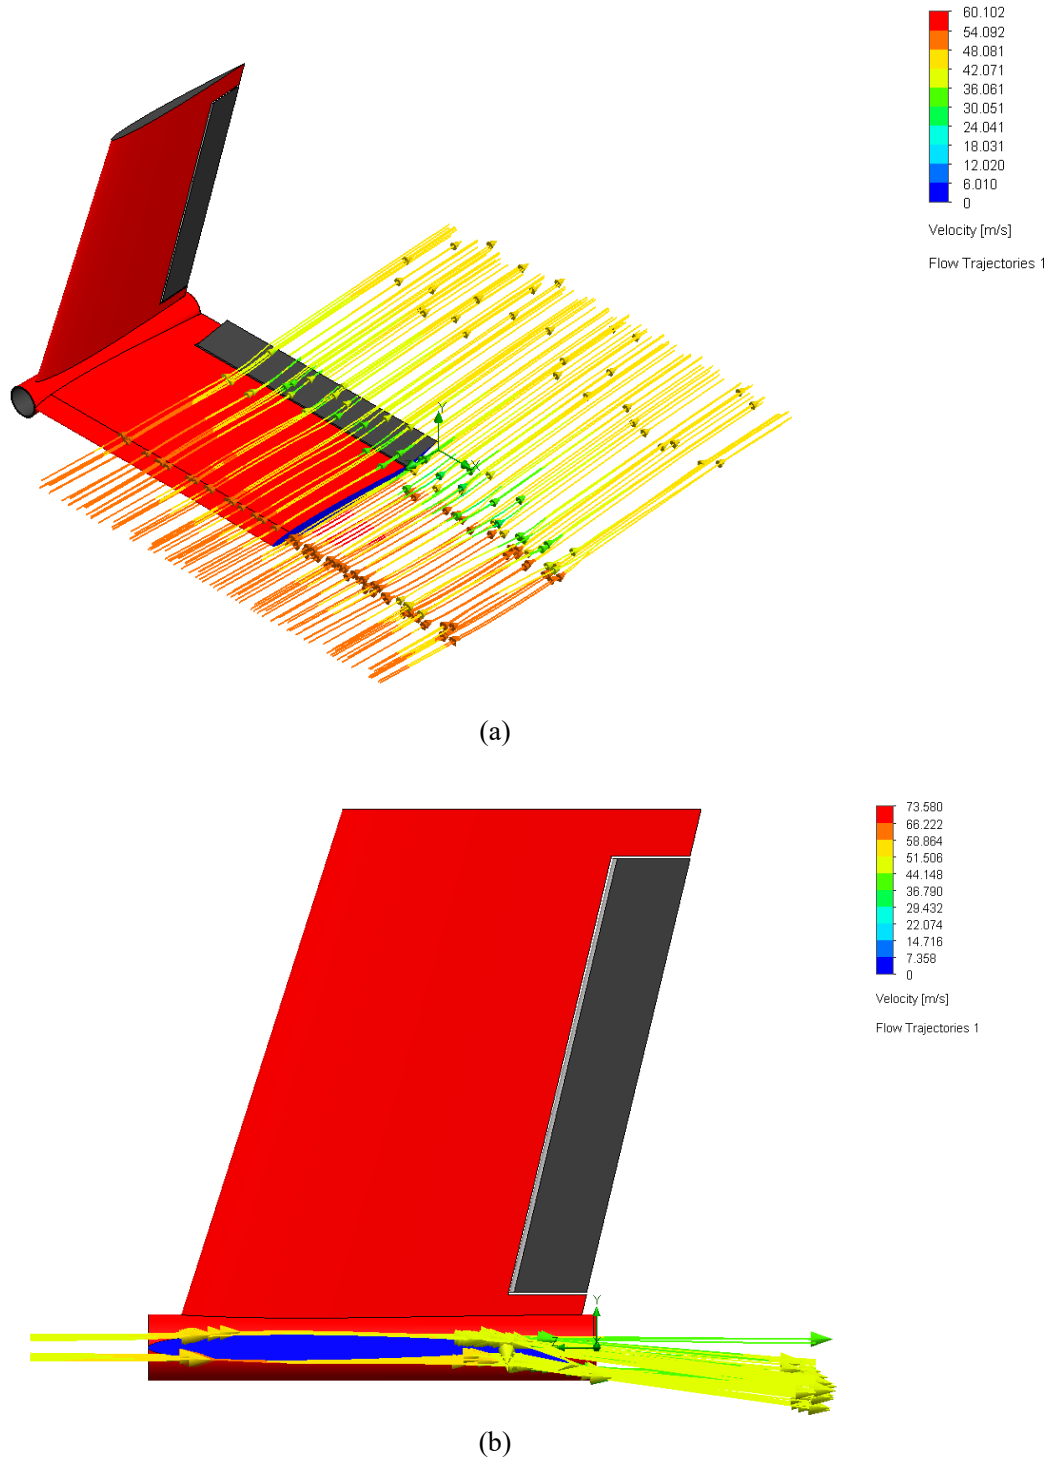 60.102
54.092
48.081
42.071
36.061
30.051
24.041
18.031
12.020
6.010
0
Velocity [m/s]
Flow Trajectories 1
Y
X
(a)
73.580
66.222
58.864
51.506
44.148
36.790
29.432
22.074
14.716
7.358
0
Velocity [m/s]
Flow Trajectories 1
Y
Z
(b)